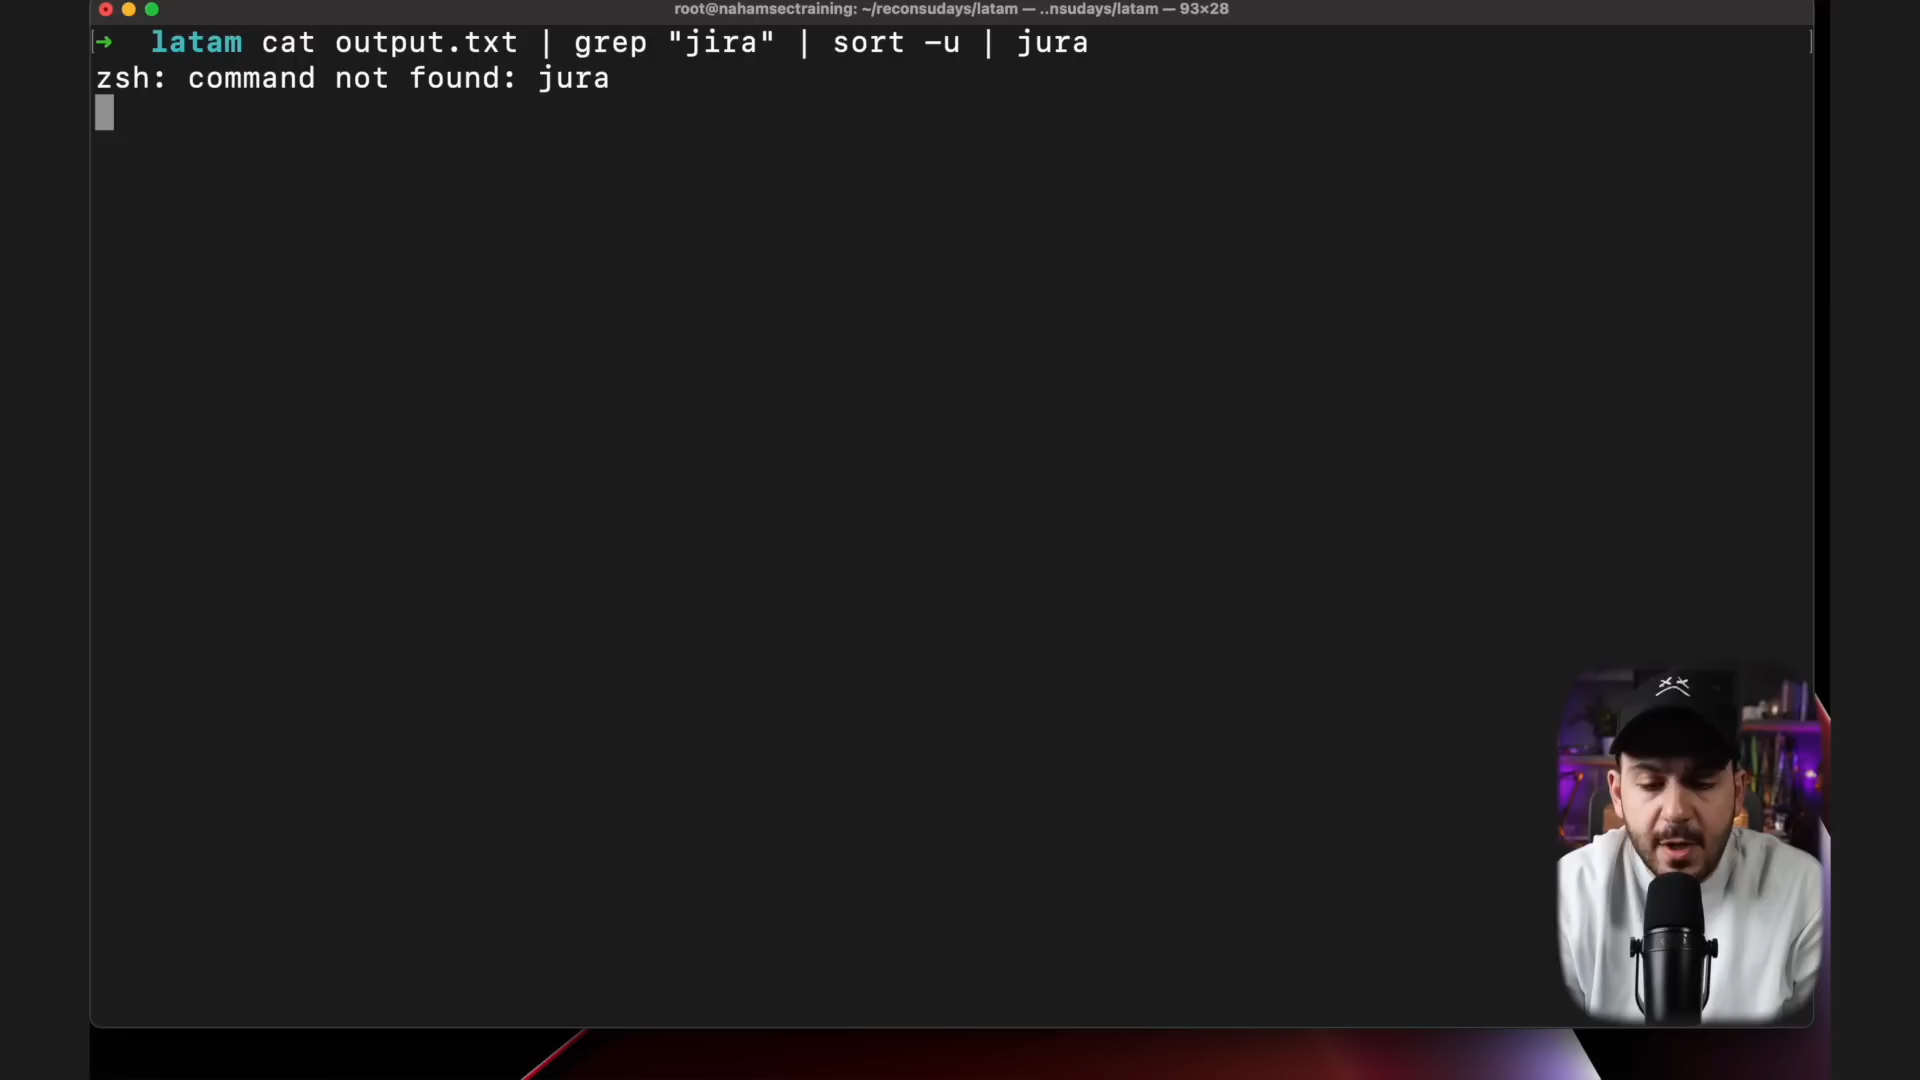 root@nahamsectraining: ~/reconsudays/latam — ..nsudays/latam — 93×28
→ latam cat output.txt | grep "jira" | sort -u | jura
zsh: command not found: jura